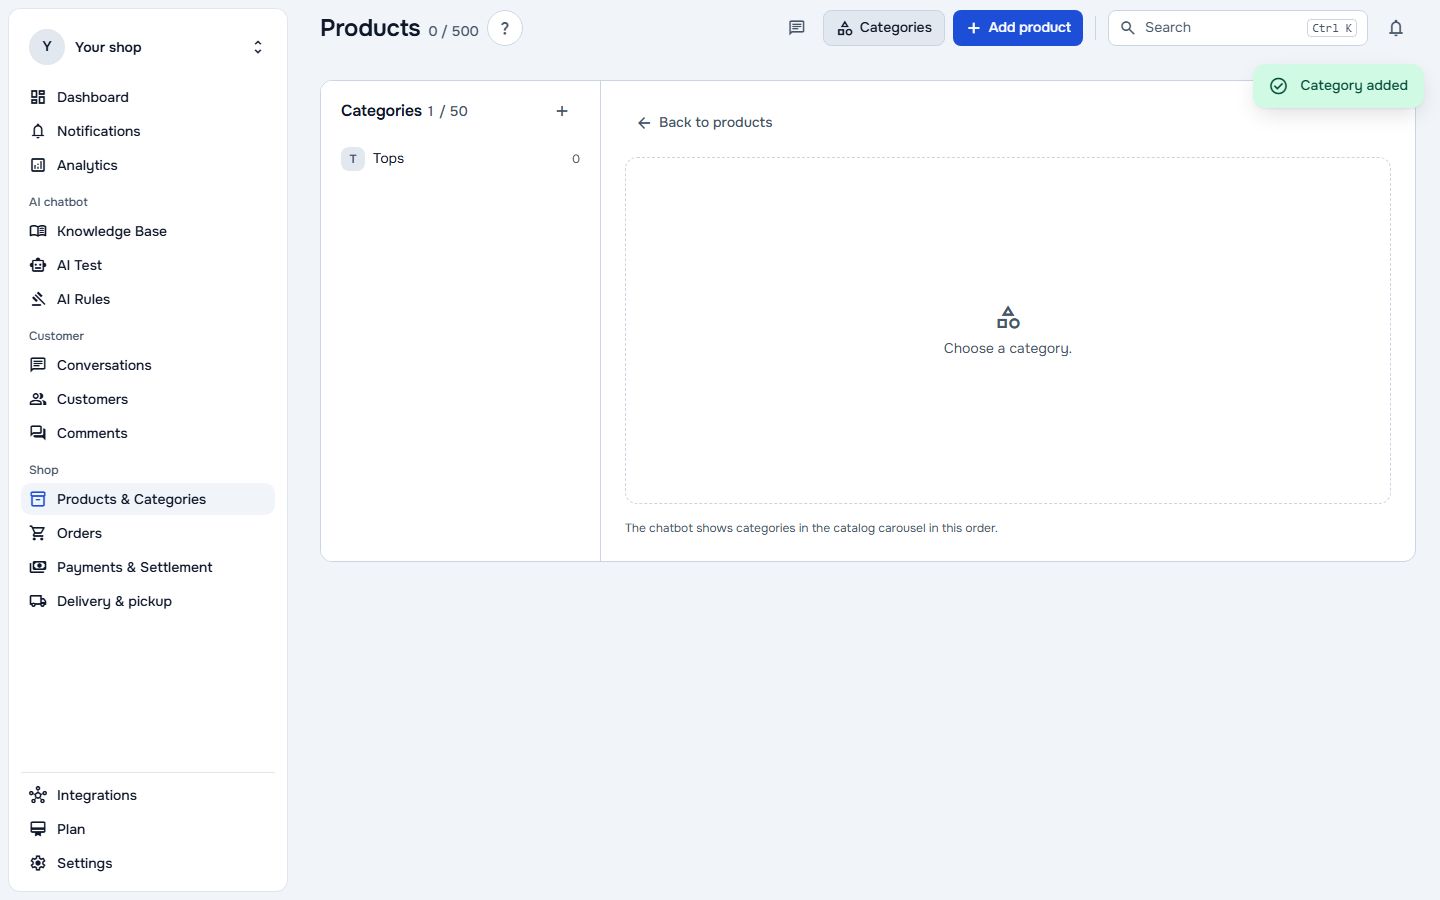 Y
Your shop
Dashboard
Notifications
Analytics
AI chatbot
Knowledge Base
AI Test
AI Rules
Customer
Conversations
Customers
Comments
Shop
Products & Categories
Orders
Payments & Settlement
Delivery & pickup
Integrations
Plan
Settings
Products 0 / 500 ?
Categories
Add product
Search Ctrl K
Category added
Categories 1 / 50
T Tops 0
Back to products
Choose a category.
The chatbot shows categories in the catalog carousel in this order.